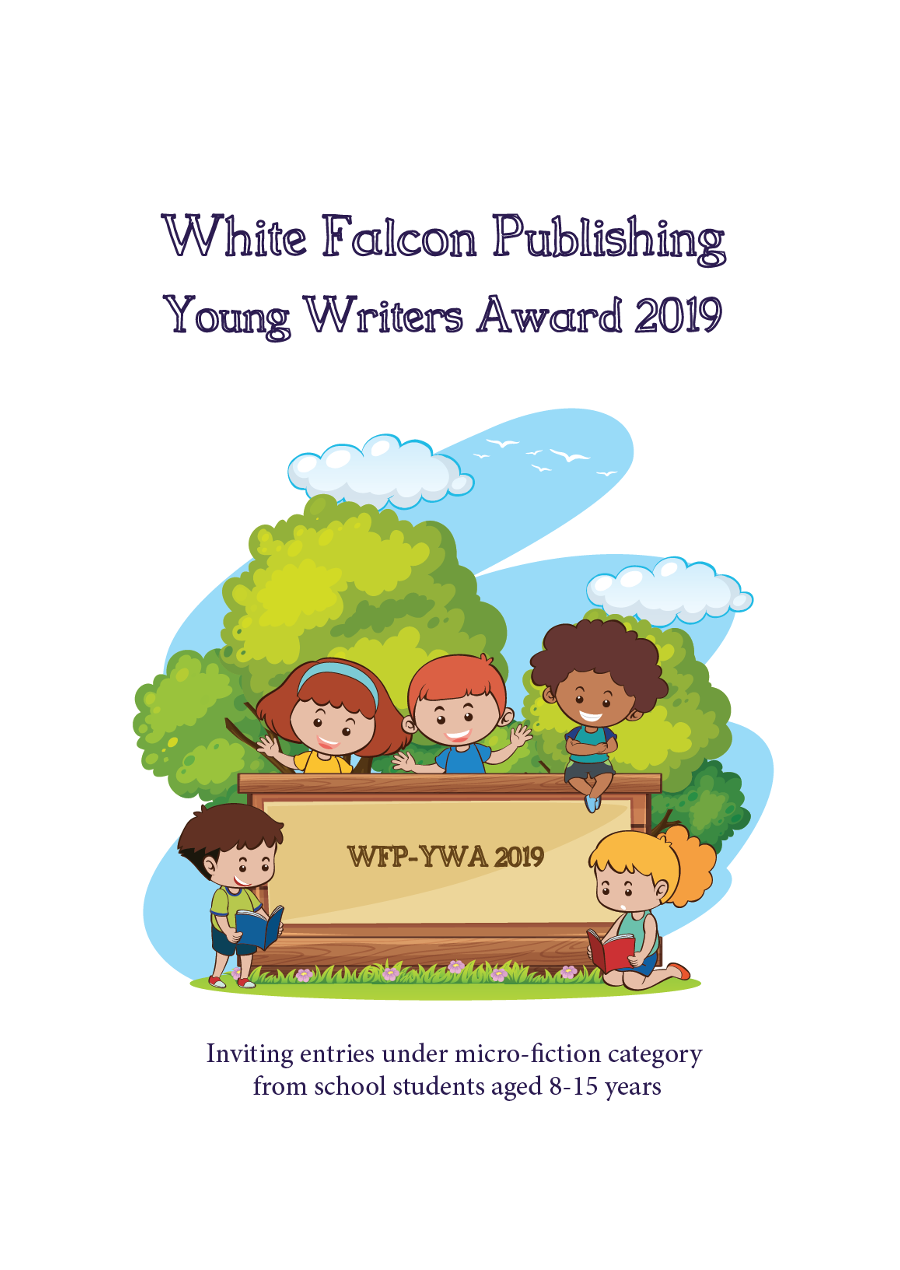 White Falcon Publishing
Young Writers Award 2019
WFP-YWA 2019
Inviting entries under micro-fiction category
from school students aged 8-15 years